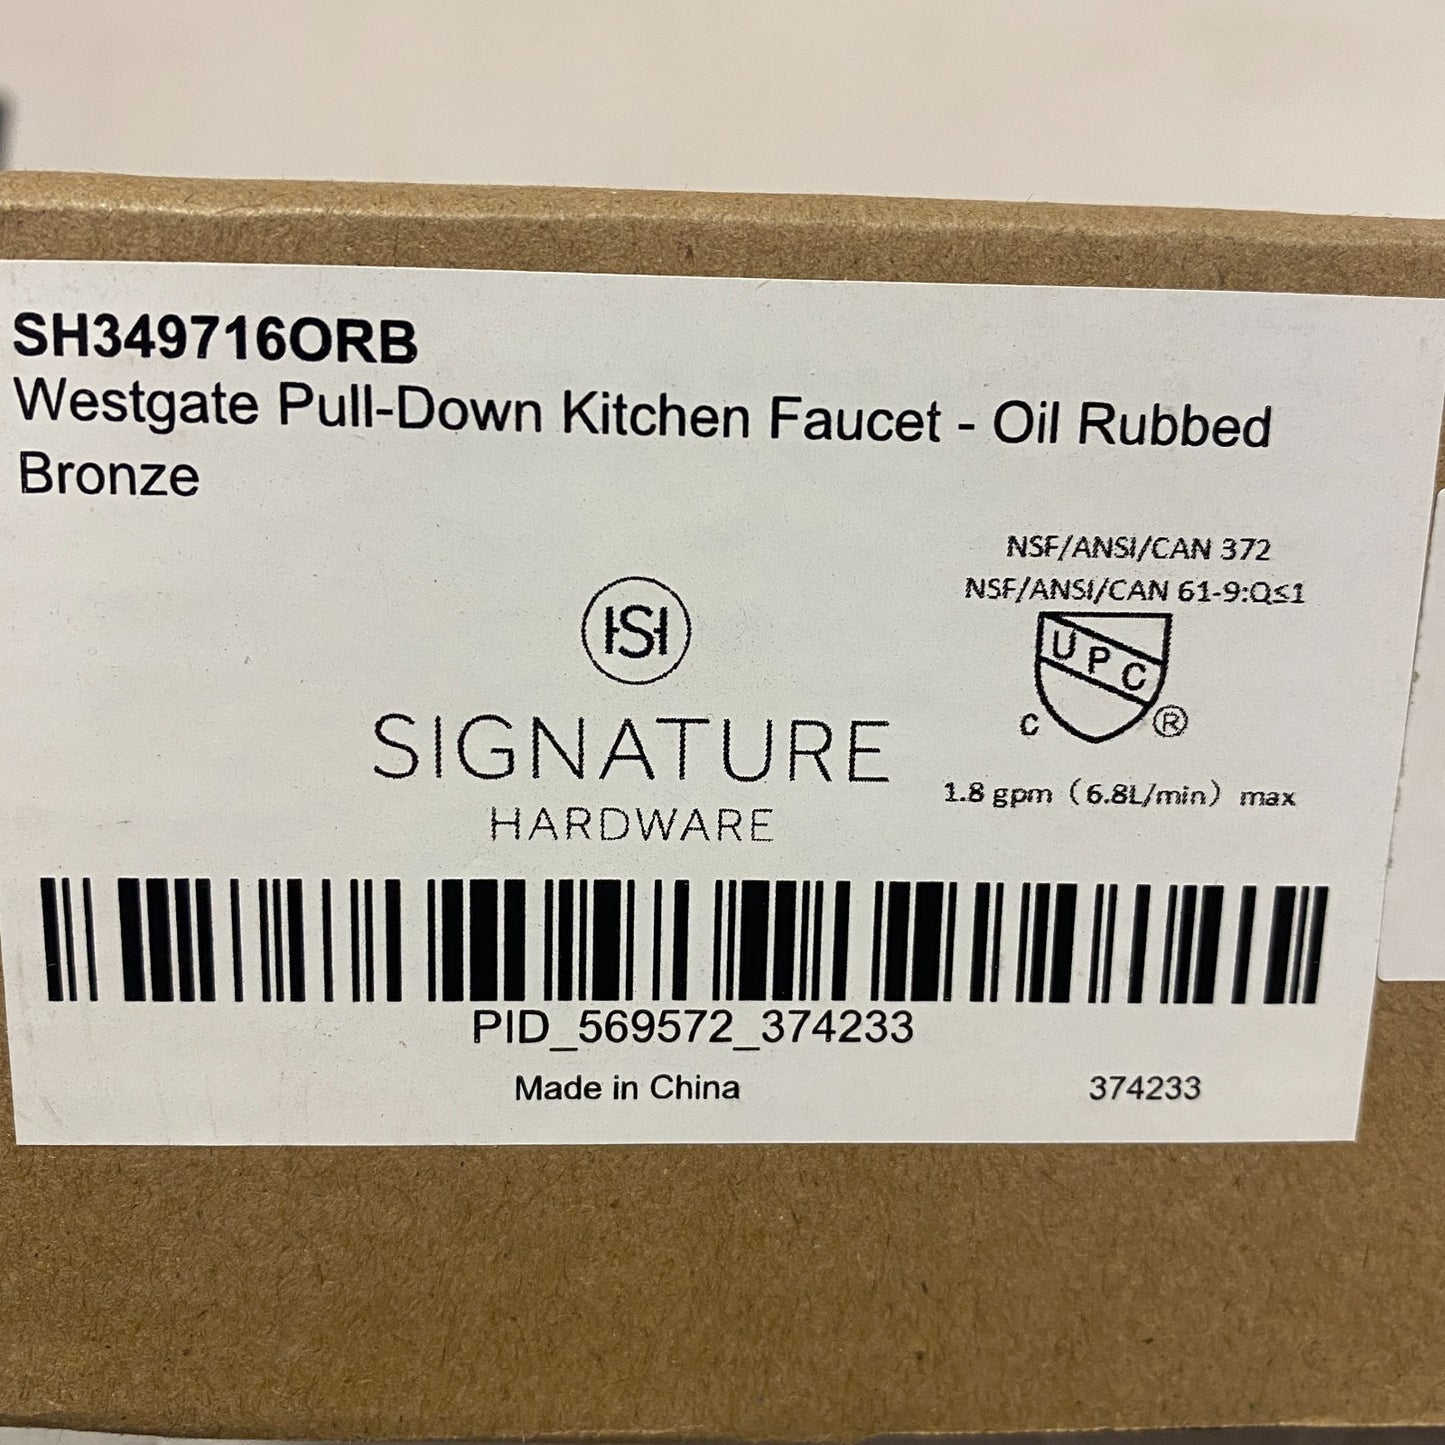 SH349716ORB
Westgate Pull-Down Kitchen Faucet - Oil Rubbed
Bronze
NSF/ANSI/CAN 372
NSF/ANSI/CAN 61-9:Q≤1
HSH
UPC
C ®
SIGNATURE
HARDWARE
1.8 gpm (6.8L/min) max
PID_569572_374233
Made in China 374233